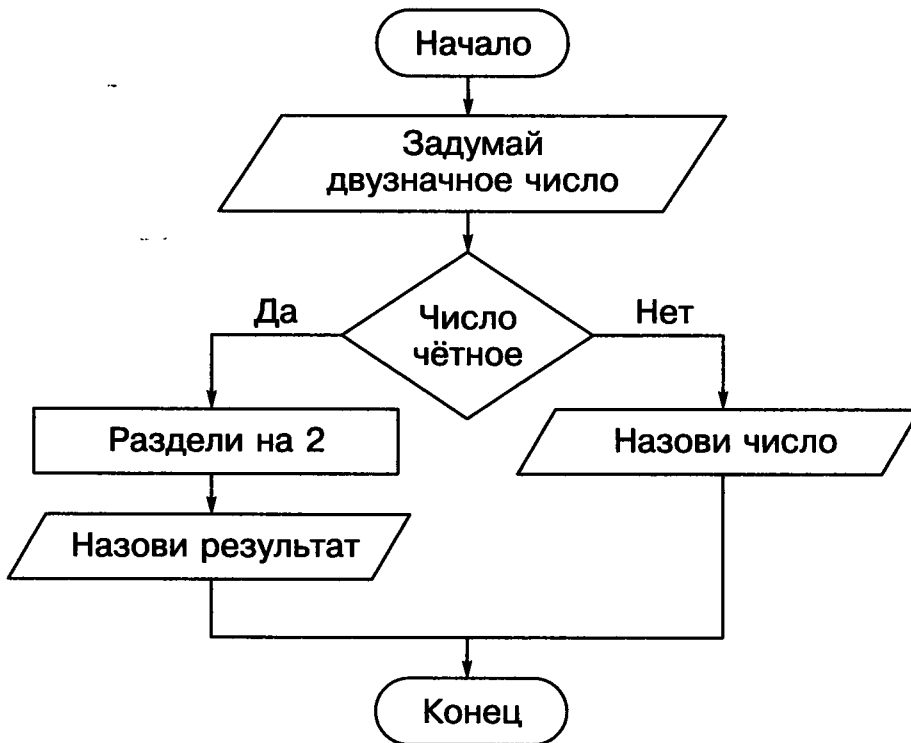 Начало
Задумай
двузначное число
Да
Число
чётное
Нет
Раздели на 2
Назови число
Назови результат
Конец